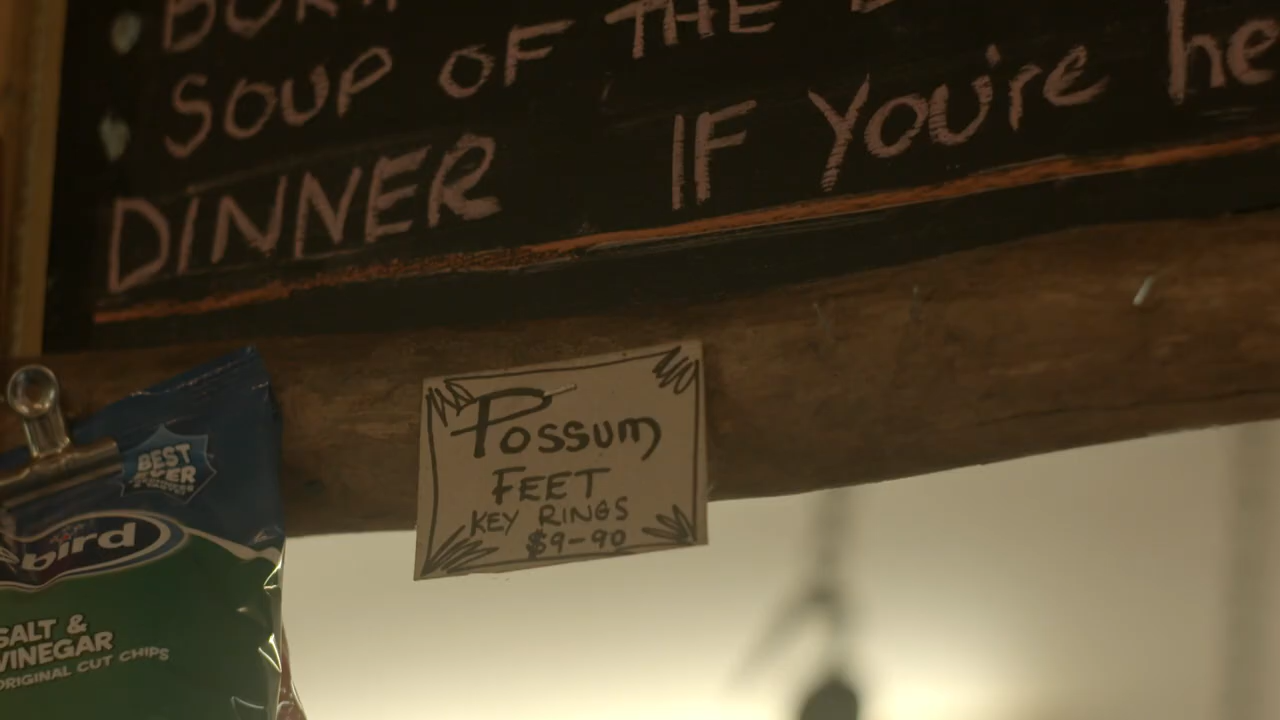 SOUP OF THE
DINNER IF YOU'RE he
POSSUM
FEET
KEY RINGS
$9-90
BEST
EVER
bird
SALT &
VINEGAR
ORIGINAL CUT CHIPS